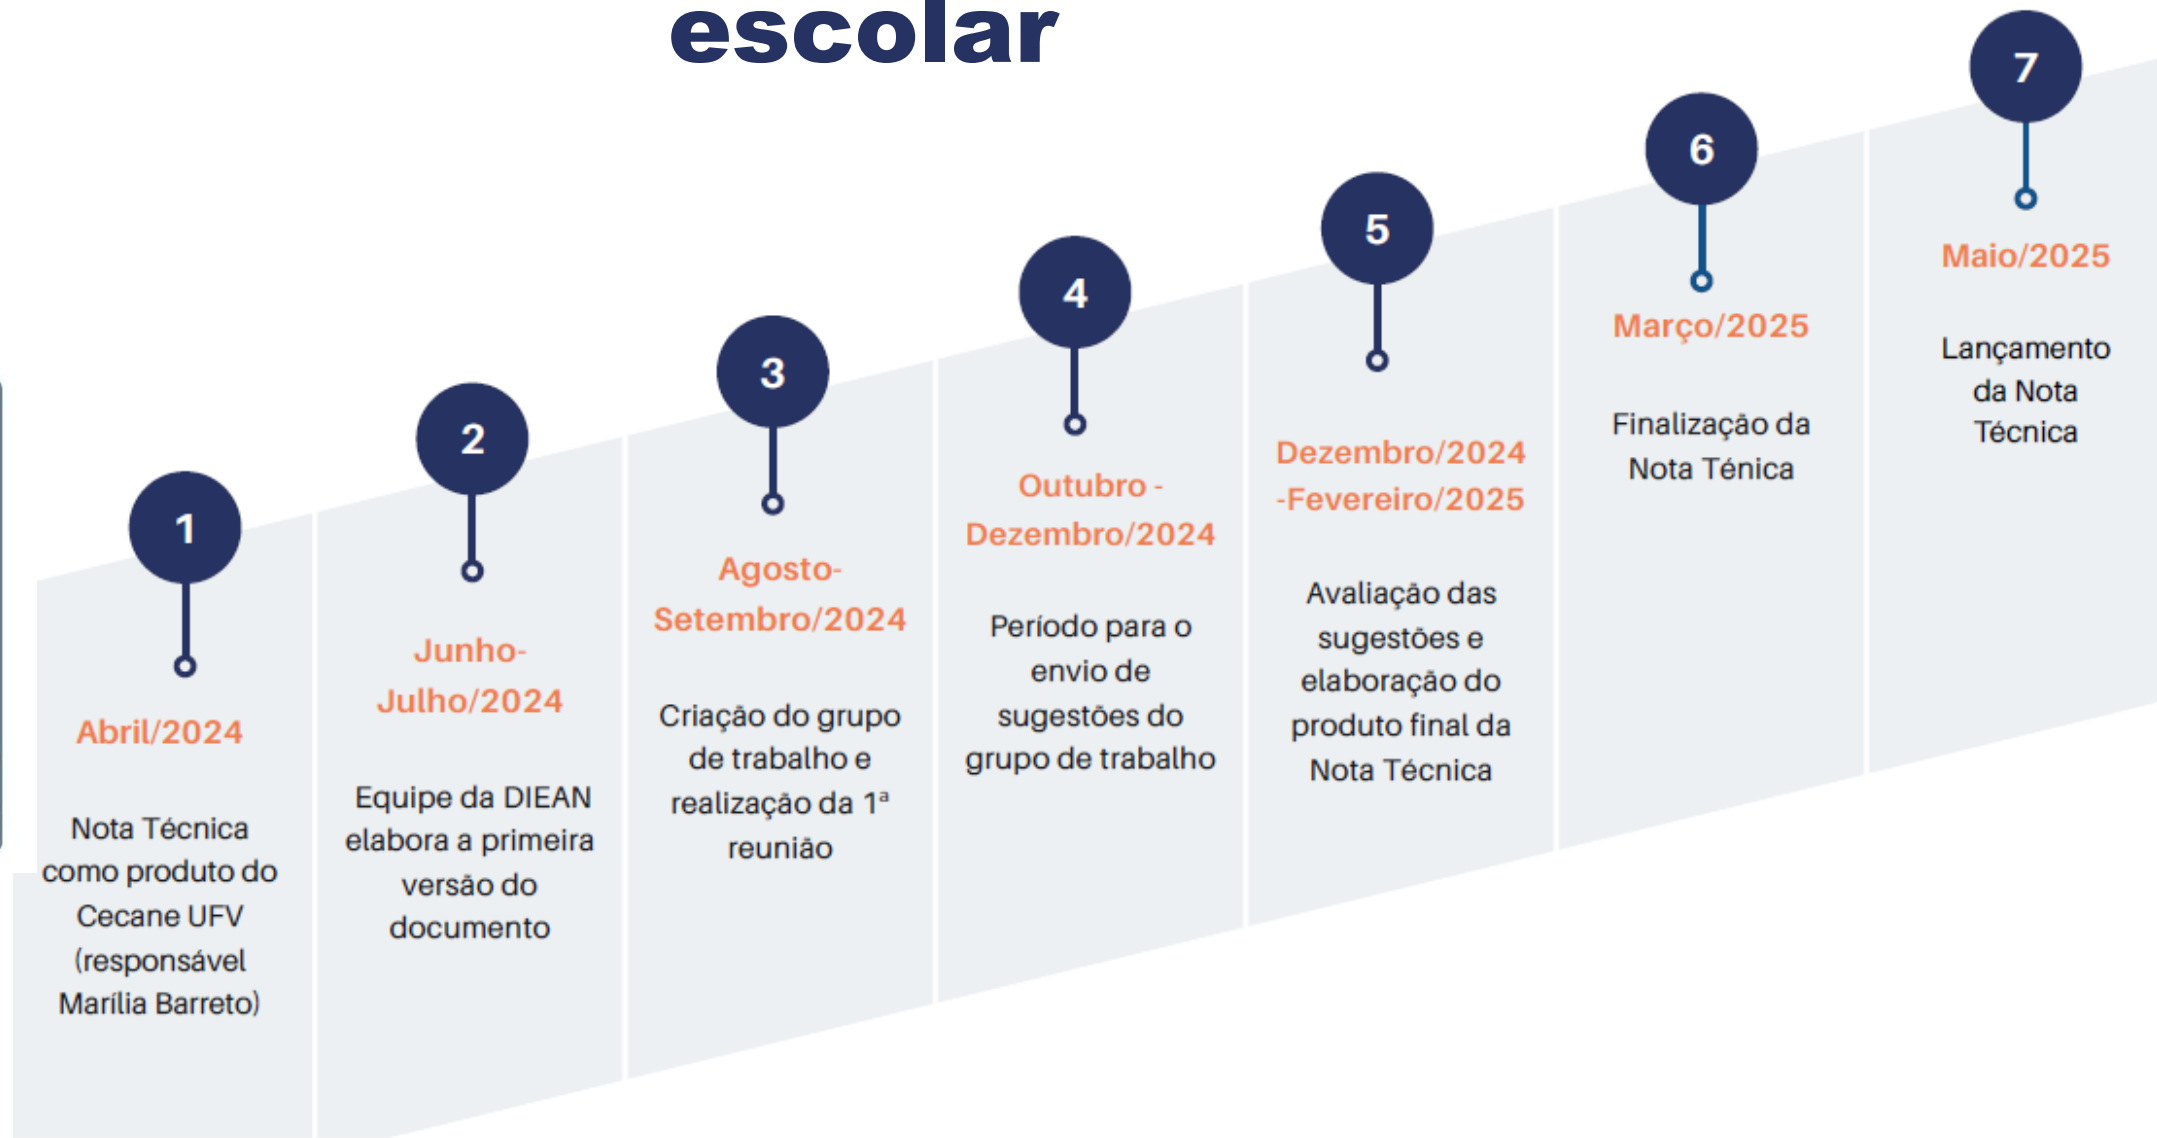 escolar
1
Abril/2024
Nota Técnica
como produto do
Cecane UFV
(responsável
Marília Barreto)
2
Junho-
Julho/2024
Equipe da DIEAN
elabora a primeira
versão do
documento
3
Agosto-
Setembro/2024
Criação do grupo
de trabalho e
realização da 1ª
reunião
4
Outubro -
Dezembro/2024
Período para o
envio de
sugestões do
grupo de trabalho
5
Dezembro/2024
-Fevereiro/2025
Avaliação das
sugestões e
elaboração do
produto final da
Nota Técnica
6
Março/2025
Finalização da
Nota Ténica
7
Maio/2025
Lançamento
da Nota
Técnica